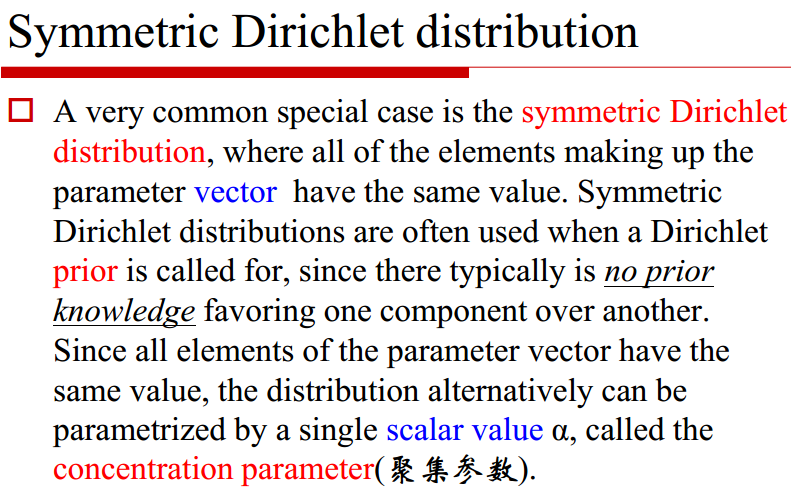 Symmetric Dirichlet distribution
A very common special case is the symmetric Dirichlet
distribution, where all of the elements making up the
parameter vector have the same value. Symmetric
Dirichlet distributions are often used when a Dirichlet
prior is called for, since there typically is no prior
knowledge favoring one component over another.
Since all elements of the parameter vector have the
same value, the distribution alternatively can be
parametrized by a single scalar value α, called the
concentration parameter(聚集参数).